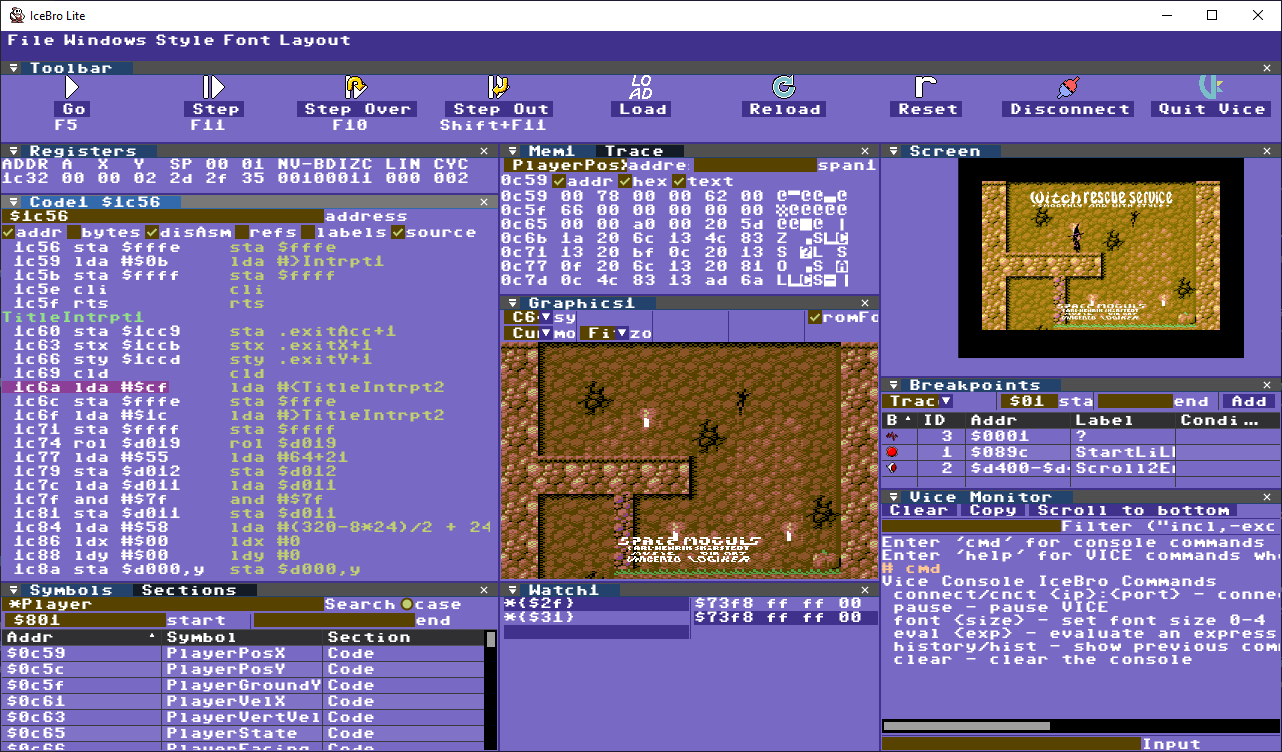 IceBro Lite
File Windows Style Font Layout
Toolbar
Go Step Step Over Step Out Load Reload Reset Disconnect Quit Vice
F5 F11 F10 Shift+F11
LO
AD
Registers
ADDR A X Y SP 00 01 NV-BDIZC LIN CYC
1c32 00 00 02 2d 2f 35 00100011 000 002
Code1 $1c56
$1c56 address
addr bytes disAsm refs labels source
1c56 sta $fffe sta $fffe
1c59 lda #$0b lda #>Intrpt1
1c5b sta $ffff sta $ffff
1c5e cli cli
1c5f rts rts
TitleIntrpt1
1c60 sta $1cc9 sta .exitAcc+1
1c63 stx $1ccb stx .exitX+1
1c66 sty $1ccd sty .exitY+1
1c69 cld cld
1c6a lda #$cf lda #<TitleIntrpt2
1c6c sta $fffe sta $fffe
1c6f lda #$1c lda #>TitleIntrpt2
1c71 sta $ffff sta $ffff
1c74 rol $d019 rol $d019
1c77 lda #$55 lda #64+21
1c79 sta $d012 sta $d012
1c7c lda $d011 lda $d011
1c7f and #$7f and #$7f
1c81 sta $d011 sta $d011
1c84 lda #$58 lda #(320-8*24)/2 + 24
1c86 ldx #$00 ldx #0
1c88 ldy #$00 ldy #0
1c8a sta $d000,y sta $d000,y
Symbols Sections
*Player Search case
$801 start end
Addr Symbol Section
$0c59 PlayerPosX Code
$0c5c PlayerPosY Code
$0c5f PlayerGroundY Code
$0c61 PlayerVelX Code
$0c63 PlayerVertVel Code
$0c65 PlayerState Code
$0c66 PlayerFacing Code
Mem1 Trace
PlayerPosX addre span1
0c59 addr hex text
0c59 00 78 00 00 62 00
0c5f 66 00 00 00 00 00
0c65 00 00 a0 00 20 5d
0c6b 1a 20 6c 13 4c 83
0c71 13 20 bf 0c 20 13
0c77 0f 20 6c 13 20 81
0c7d 0c 4c 83 13 ad 6a
Graphics1
C6 sy romFo
Cu mo Fi zo
SPACE MOGULS
CARL-HENRIK SKÅRSTEDT
Watch1
*{$2f} $73f8 ff ff 00
*{$31} $73f8 ff ff 00
Screen
Witch rescue service
SMOOTHLY AND WITH STYLE
SPACE MOGULS
CARL-HENRIK SKÅRSTEDT
Breakpoints
Trac $01 sta end Add
B ID Addr Label Condi...
3 $0001 ?
1 $089c StartLiL
2 $d400-$d Scroll2E
Vice Monitor
Clear Copy Scroll to bottom
Filter ("incl,-exc
Enter 'cmd' for console commands
Enter 'help' for VICE commands whe
# cmd
Vice Console IceBro Commands
connect/cnct {ip}:{port} - conne
pause - pause VICE
font {size} - set font size 0-4
eval {exp} - evaluate an express
history/hist - show previous com
clear - clear the console
Input